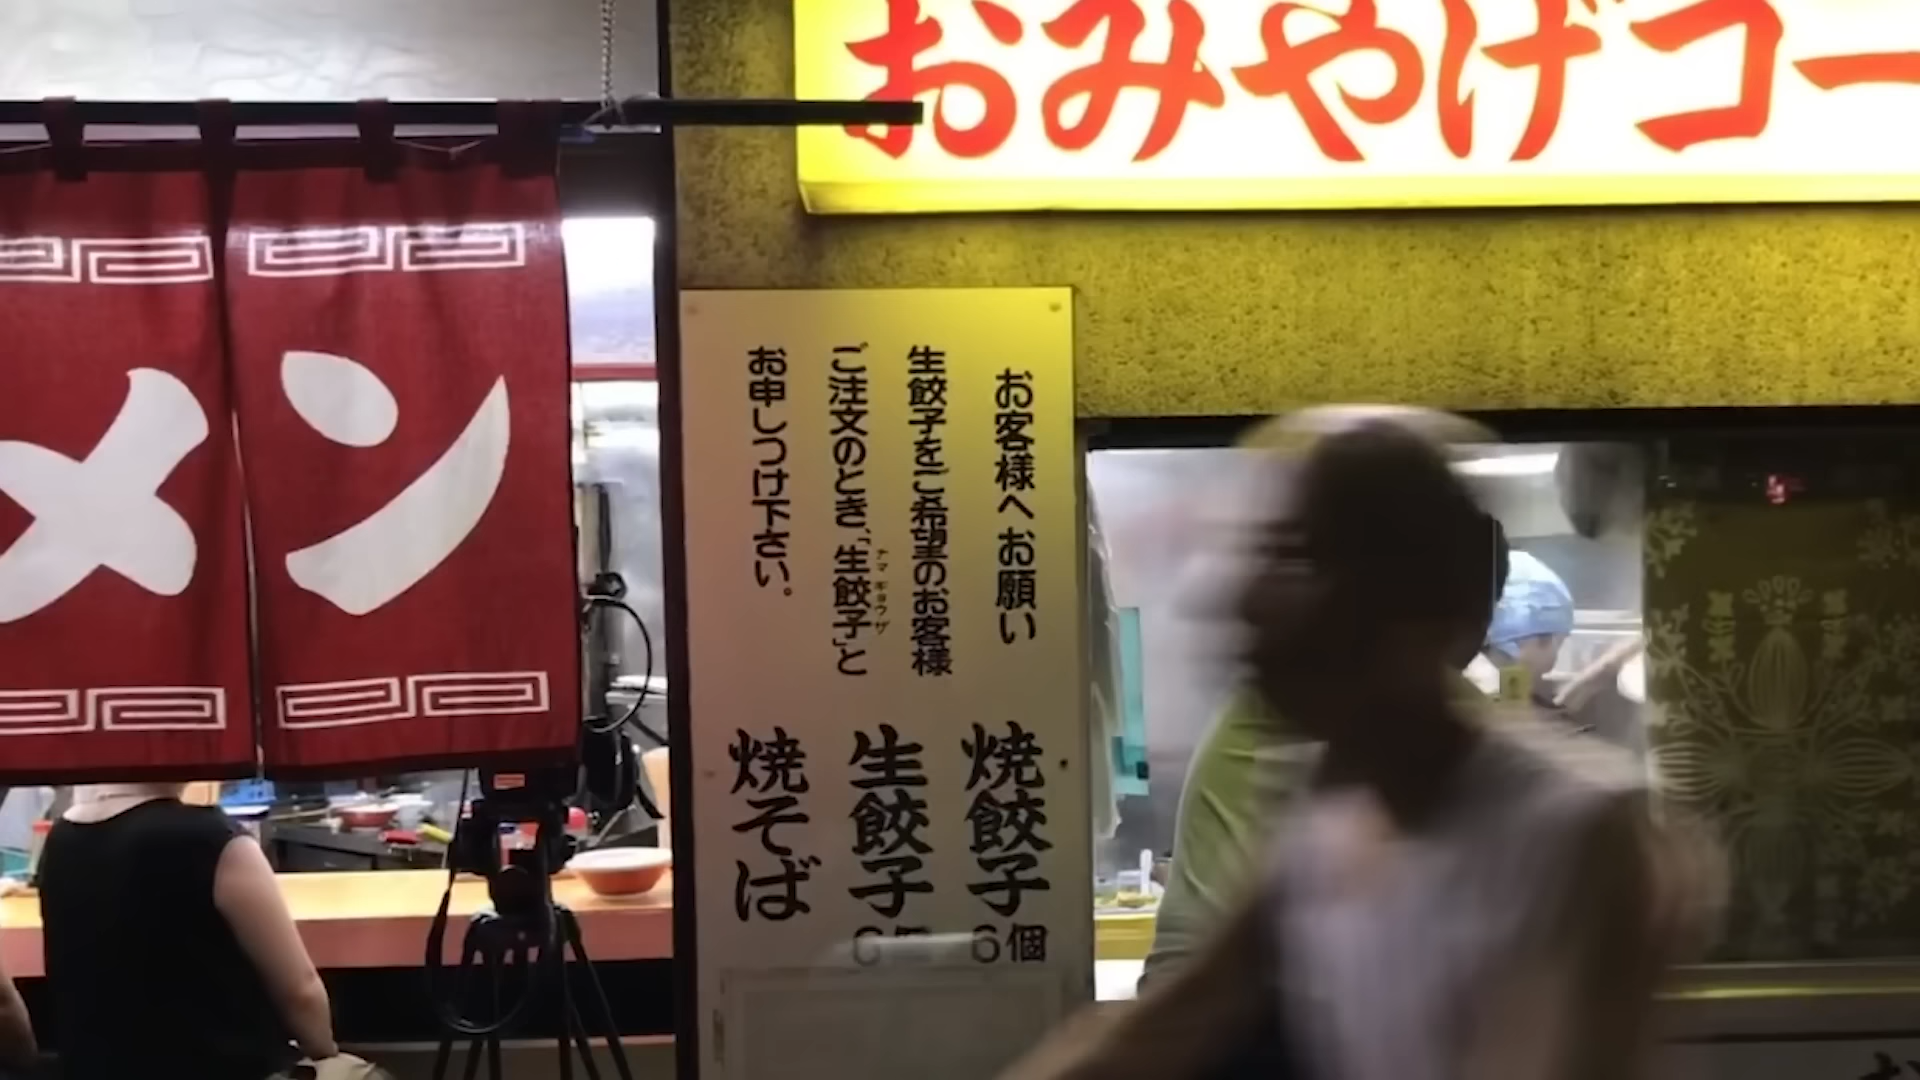 おみやげコー
メン
お客様へお願い
生餃子をご希望のお客様
ご注文のとき、「生餃子」と
ナマ ギョウザ
お申しつけ下さい。
焼餃子 6個
生餃子 6
焼そば